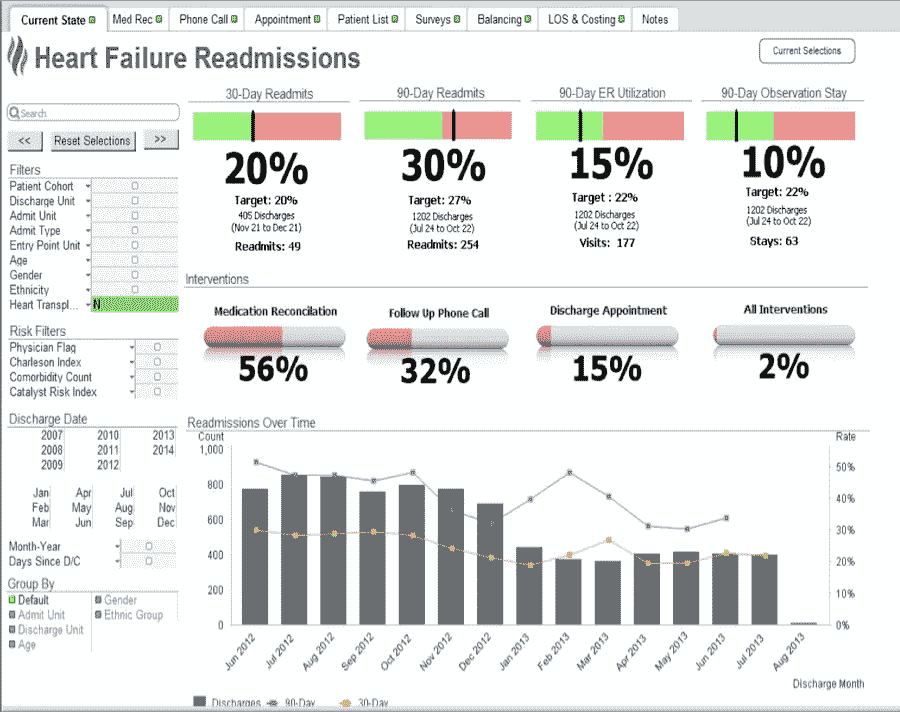 Current State
Med Rec
Phone Call
Appointment
Patient List
Surveys
Balancing
LOS & Costing
Notes
Heart Failure Readmissions
Current Selections
Search
<<
Reset Selections
>>
Filters
Patient Cohort
Discharge Unit
Admit Unit
Admit Type
Entry Point Unit
Age
Gender
Ethnicity
Heart Transpl... N
Risk Filters
Physician Flag
Charleson Index
Comorbidity Count
Catalyst Risk Index
Discharge Date
2007 2010 2013
2008 2011 2014
2009 2012
Jan Apr Jul Oct
Feb May Aug Nov
Mar Jun Sep Dec
Month-Year
Days Since D/C
Group By
Default
Gender
Admit Unit
Ethnic Group
Discharge Unit
Age
30-Day Readmits
20%
Target: 20%
405 Discharges
(Nov 21 to Dec 21)
Readmits: 49
90-Day Readmits
30%
Target: 27%
1202 Discharges
(Jul 24 to Oct 22)
Readmits: 254
90-Day ER Utilization
15%
Target : 22%
1202 Discharges
(Jul 24 to Oct 22)
Visits: 177
90-Day Observation Stay
10%
Target: 22%
1202 Discharges
(Jul 24 to Oct 22)
Stays: 63
Interventions
Medication Reconcilation
56%
Follow Up Phone Call
32%
Discharge Appointment
15%
All Interventions
2%
Readmissions Over Time
Count
1,000
800
600
400
200
0
Rate
50%
40%
30%
20%
10%
0%
Jun 2012
Jul 2012
Aug 2012
Sep 2012
Oct 2012
Nov 2012
Dec 2012
Jan 2013
Feb 2013
Mar 2013
Apr 2013
May 2013
Jun 2013
Jul 2013
Aug 2013
Discharge Month
Discharges 90-Day 30-Day